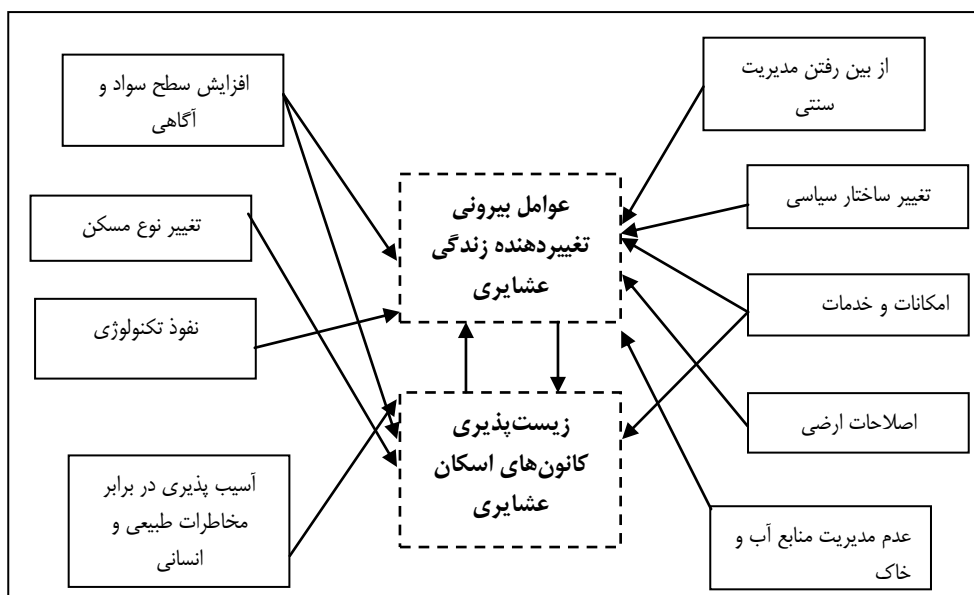 از بین رفتن مدیریت
سنتی
تغییر ساختار سیاسی
امکانات و خدمات
اصلاحات ارضی
عدم مدیریت منابع آب و
خاک
عوامل بیرونی
تغییردهنده زندگی
عشایری
زیست‌پذیری
کانون‌های اسکان
عشایری
افزایش سطح سواد و
آگاهی
تغییر نوع مسکن
نفوذ تکنولوژی
آسیب پذیری در برابر
مخاطرات طبیعی و
انسانی